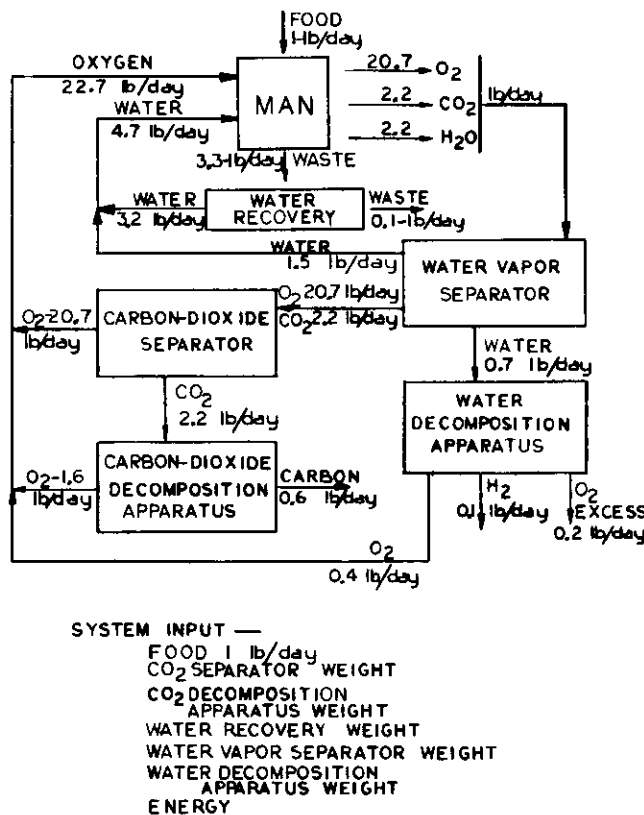 FOOD
1-lb/day
OXYGEN
22.7 lb/day
WATER
4.7 lb/day
MAN
20.7 O2
2.2 CO2
2.2 H2O
lb/day
3.3-lb/day WASTE
WATER
3.2 lb/day
WATER
RECOVERY
WASTE
0.1-lb/day
WATER
1.5 lb/day
WATER VAPOR
SEPARATOR
O2 20.7 lb/day
CO2 2.2 lb/day
O2-20.7
lb/day
CARBON-DIOXIDE
SEPARATOR
WATER
0.7 lb/day
CO2
2.2 lb/day
WATER
DECOMPOSITION
APPARATUS
O2-1.6
lb/day
CARBON-DIOXIDE
DECOMPOSITION
APPARATUS
CARBON
0.6 lb/day
H2
0.1 lb/day
O2
EXCESS
0.2 lb/day
O2
0.4 lb/day
SYSTEM INPUT —
FOOD 1 lb/day
CO2 SEPARATOR WEIGHT
CO2 DECOMPOSITION
APPARATUS WEIGHT
WATER RECOVERY WEIGHT
WATER VAPOR SEPARATOR WEIGHT
WATER DECOMPOSITION
APPARATUS WEIGHT
ENERGY